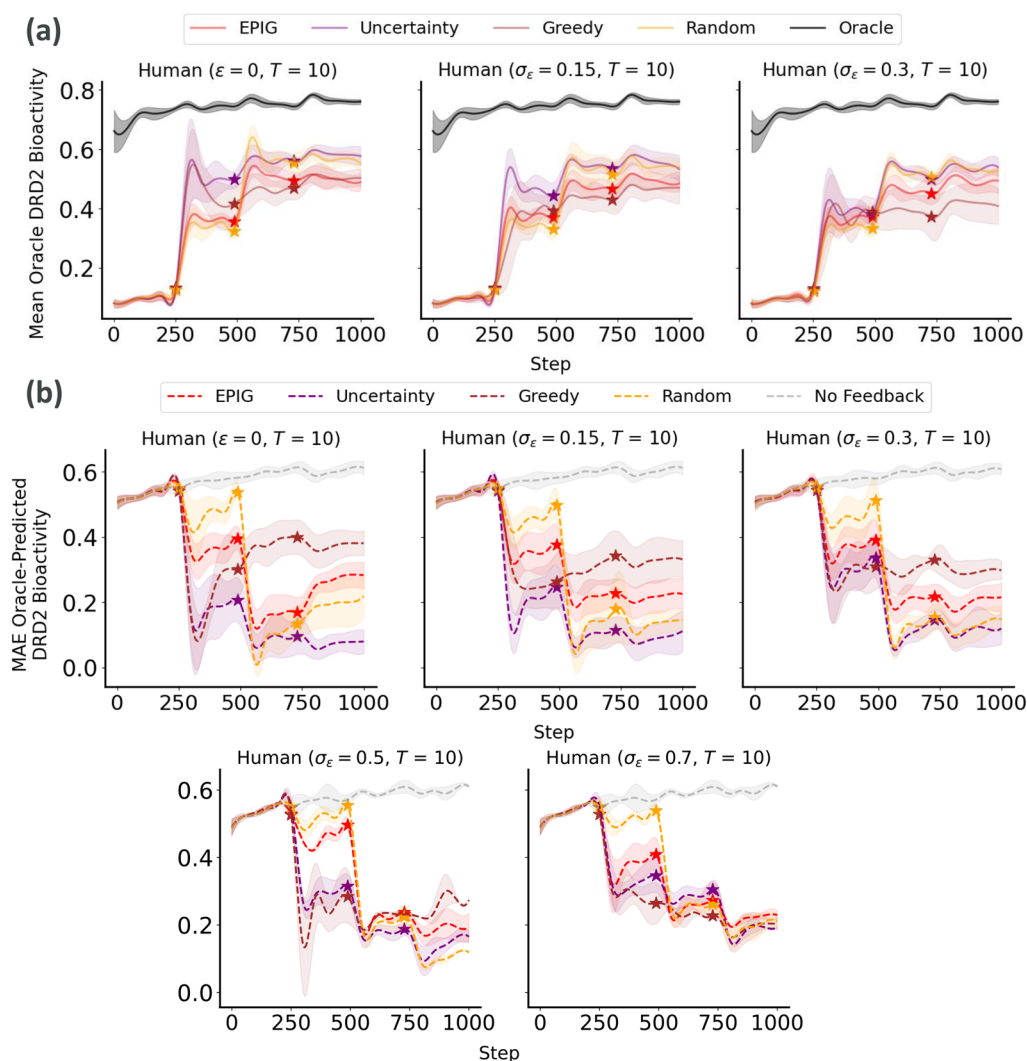 (a)
EPIG Uncertainty Greedy Random Oracle
Human (ε = 0, T = 10) Human (σε = 0.15, T = 10) Human (σε = 0.3, T = 10)
Mean Oracle DRD2 Bioactivity
0.8
0.6
0.4
0.2
0 250 500 750 1000 0 250 500 750 1000 0 250 500 750 1000
Step
(b)
EPIG Uncertainty Greedy Random No Feedback
Human (ε = 0, T = 10) Human (σε = 0.15, T = 10) Human (σε = 0.3, T = 10)
MAE Oracle-Predicted
DRD2 Bioactivity
0.6
0.4
0.2
0.0
0 250 500 750 1000 0 250 500 750 1000 0 250 500 750 1000
Step
Human (σε = 0.5, T = 10) Human (σε = 0.7, T = 10)
0.6
0.4
0.2
0.0
0 250 500 750 1000 0 250 500 750 1000
Step